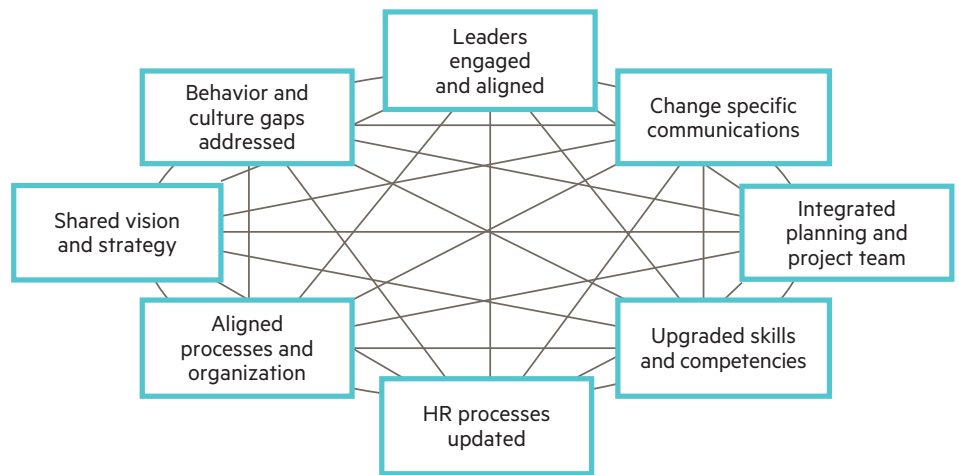 Leaders
engaged
and aligned
Behavior and
culture gaps
addressed
Change specific
communications
Shared vision
and strategy
Integrated
planning and
project team
Aligned
processes and
organization
Upgraded skills
and competencies
HR processes
updated